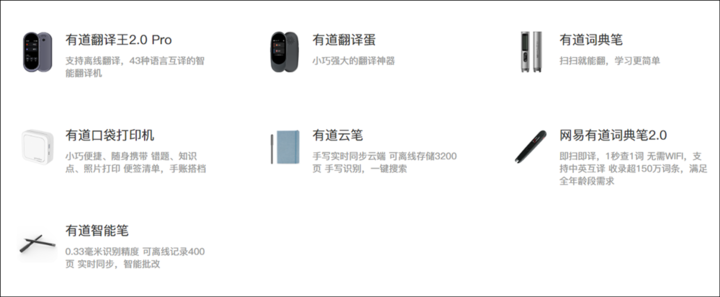 有道翻译王2.0 Pro
支持离线翻译，43种语言互译的智
能翻译机
有道翻译蛋
小巧强大的翻译神器
有道词典笔
扫扫就能翻，学习更简单
有道口袋打印机
小巧便捷、随身携带 错题、知识
点、照片打印 便签清单，手账搭档
有道云笔
手写实时同步云端 可离线存储3200
页 手写识别，一键搜索
网易有道词典笔2.0
即扫即译，1秒查1词 无需WIFI，支
持中英互译 收录超150万词条，满足
全年龄段需求
有道智能笔
0.33毫米识别精度 可离线记录400
页 实时同步，智能批改